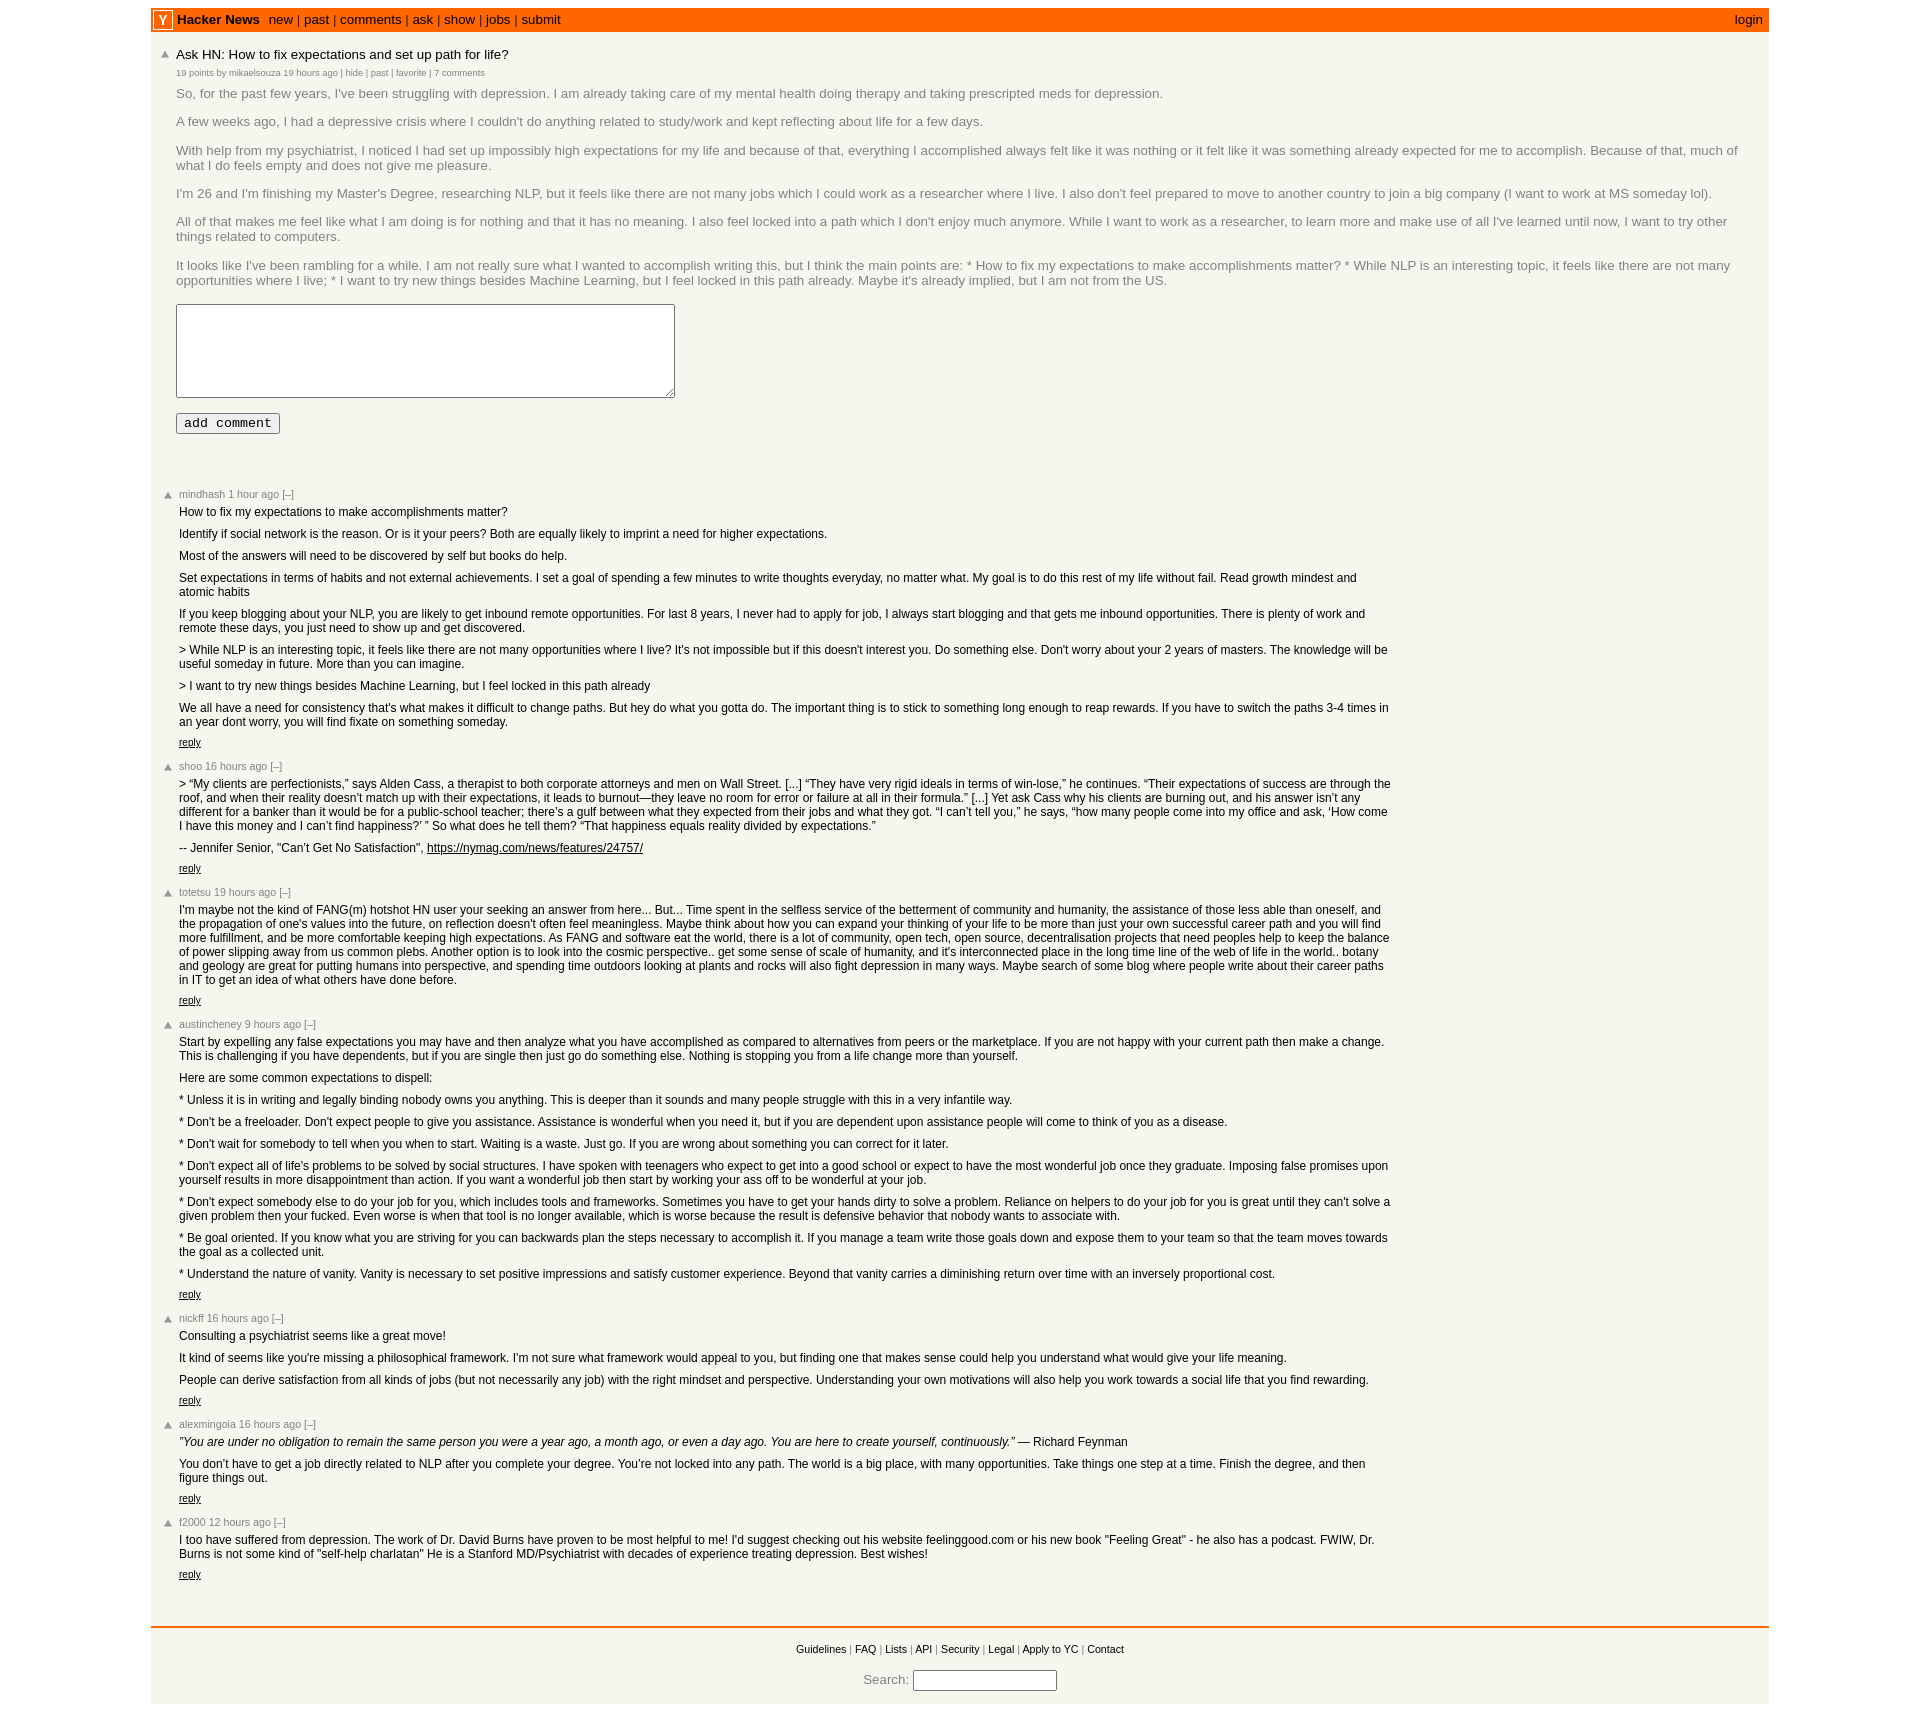 Y Hacker News new | past | comments | ask | show | jobs | submit login
Ask HN: How to fix expectations and set up path for life?
19 points by mikaelsouza 19 hours ago | hide | past | favorite | 7 comments
So, for the past few years, I've been struggling with depression. I am already taking care of my mental health doing therapy and taking prescripted meds for depression.
A few weeks ago, I had a depressive crisis where I couldn't do anything related to study/work and kept reflecting about life for a few days.
With help from my psychiatrist, I noticed I had set up impossibly high expectations for my life and because of that, everything I accomplished always felt like it was nothing or it felt like it was something already expected for me to accomplish. Because of that, much of
what I do feels empty and does not give me pleasure.
I'm 26 and I'm finishing my Master's Degree, researching NLP, but it feels like there are not many jobs which I could work as a researcher where I live. I also don't feel prepared to move to another country to join a big company (I want to work at MS someday lol).
All of that makes me feel like what I am doing is for nothing and that it has no meaning. I also feel locked into a path which I don't enjoy much anymore. While I want to work as a researcher, to learn more and make use of all I've learned until now, I want to try other
things related to computers.
It looks like I've been rambling for a while. I am not really sure what I wanted to accomplish writing this, but I think the main points are: * How to fix my expectations to make accomplishments matter? * While NLP is an interesting topic, it feels like there are not many
opportunities where I live; * I want to try new things besides Machine Learning, but I feel locked in this path already. Maybe it's already implied, but I am not from the US.
add comment
mindhash 1 hour ago [–]
How to fix my expectations to make accomplishments matter?
Identify if social network is the reason. Or is it your peers? Both are equally likely to imprint a need for higher expectations.
Most of the answers will need to be discovered by self but books do help.
Set expectations in terms of habits and not external achievements. I set a goal of spending a few minutes to write thoughts everyday, no matter what. My goal is to do this rest of my life without fail. Read growth mindest and
atomic habits
If you keep blogging about your NLP, you are likely to get inbound remote opportunities. For last 8 years, I never had to apply for job, I always start blogging and that gets me inbound opportunities. There is plenty of work and
remote these days, you just need to show up and get discovered.
> While NLP is an interesting topic, it feels like there are not many opportunities where I live? It's not impossible but if this doesn't interest you. Do something else. Don't worry about your 2 years of masters. The knowledge will be
useful someday in future. More than you can imagine.
> I want to try new things besides Machine Learning, but I feel locked in this path already
We all have a need for consistency that's what makes it difficult to change paths. But hey do what you gotta do. The important thing is to stick to something long enough to reap rewards. If you have to switch the paths 3-4 times in
an year dont worry, you will find fixate on something someday.
reply
shoo 16 hours ago [–]
> “My clients are perfectionists,” says Alden Cass, a therapist to both corporate attorneys and men on Wall Street. [...] “They have very rigid ideals in terms of win-lose,” he continues. “Their expectations of success are through the
roof, and when their reality doesn’t match up with their expectations, it leads to burnout—they leave no room for error or failure at all in their formula.” [...] Yet ask Cass why his clients are burning out, and his answer isn’t any
different for a banker than it would be for a public-school teacher; there’s a gulf between what they expected from their jobs and what they got. “I can’t tell you,” he says, “how many people come into my office and ask, ‘How come
I have this money and I can’t find happiness?’ ” So what does he tell them? “That happiness equals reality divided by expectations.”
-- Jennifer Senior, "Can’t Get No Satisfaction", https://nymag.com/news/features/24757/
reply
totetsu 19 hours ago [–]
I'm maybe not the kind of FANG(m) hotshot HN user your seeking an answer from here... But... Time spent in the selfless service of the betterment of community and humanity, the assistance of those less able than oneself, and
the propagation of one's values into the future, on reflection doesn't often feel meaningless. Maybe think about how you can expand your thinking of your life to be more than just your own successful career path and you will find
more fulfillment, and be more comfortable keeping high expectations. As FANG and software eat the world, there is a lot of community, open tech, open source, decentralisation projects that need peoples help to keep the balance
of power slipping away from us common plebs. Another option is to look into the cosmic perspective.. get some sense of scale of humanity, and it's interconnected place in the long time line of the web of life in the world.. botany
and geology are great for putting humans into perspective, and spending time outdoors looking at plants and rocks will also fight depression in many ways. Maybe search of some blog where people write about their career paths
in IT to get an idea of what others have done before.
reply
austincheney 9 hours ago [–]
Start by expelling any false expectations you may have and then analyze what you have accomplished as compared to alternatives from peers or the marketplace. If you are not happy with your current path then make a change.
This is challenging if you have dependents, but if you are single then just go do something else. Nothing is stopping you from a life change more than yourself.
Here are some common expectations to dispell:
* Unless it is in writing and legally binding nobody owns you anything. This is deeper than it sounds and many people struggle with this in a very infantile way.
* Don't be a freeloader. Don't expect people to give you assistance. Assistance is wonderful when you need it, but if you are dependent upon assistance people will come to think of you as a disease.
* Don't wait for somebody to tell when you when to start. Waiting is a waste. Just go. If you are wrong about something you can correct for it later.
* Don't expect all of life's problems to be solved by social structures. I have spoken with teenagers who expect to get into a good school or expect to have the most wonderful job once they graduate. Imposing false promises upon
yourself results in more disappointment than action. If you want a wonderful job then start by working your ass off to be wonderful at your job.
* Don't expect somebody else to do your job for you, which includes tools and frameworks. Sometimes you have to get your hands dirty to solve a problem. Reliance on helpers to do your job for you is great until they can't solve a
given problem then your fucked. Even worse is when that tool is no longer available, which is worse because the result is defensive behavior that nobody wants to associate with.
* Be goal oriented. If you know what you are striving for you can backwards plan the steps necessary to accomplish it. If you manage a team write those goals down and expose them to your team so that the team moves towards
the goal as a collected unit.
* Understand the nature of vanity. Vanity is necessary to set positive impressions and satisfy customer experience. Beyond that vanity carries a diminishing return over time with an inversely proportional cost.
reply
nickff 16 hours ago [–]
Consulting a psychiatrist seems like a great move!
It kind of seems like you're missing a philosophical framework. I'm not sure what framework would appeal to you, but finding one that makes sense could help you understand what would give your life meaning.
People can derive satisfaction from all kinds of jobs (but not necessarily any job) with the right mindset and perspective. Understanding your own motivations will also help you work towards a social life that you find rewarding.
reply
alexmingoia 16 hours ago [–]
”You are under no obligation to remain the same person you were a year ago, a month ago, or even a day ago. You are here to create yourself, continuously.” — Richard Feynman
You don’t have to get a job directly related to NLP after you complete your degree. You’re not locked into any path. The world is a big place, with many opportunities. Take things one step at a time. Finish the degree, and then
figure things out.
reply
f2000 12 hours ago [–]
I too have suffered from depression. The work of Dr. David Burns have proven to be most helpful to me! I'd suggest checking out his website feelinggood.com or his new book "Feeling Great" - he also has a podcast. FWIW, Dr.
Burns is not some kind of "self-help charlatan" He is a Stanford MD/Psychiatrist with decades of experience treating depression. Best wishes!
reply
Guidelines | FAQ | Lists | API | Security | Legal | Apply to YC | Contact
Search: